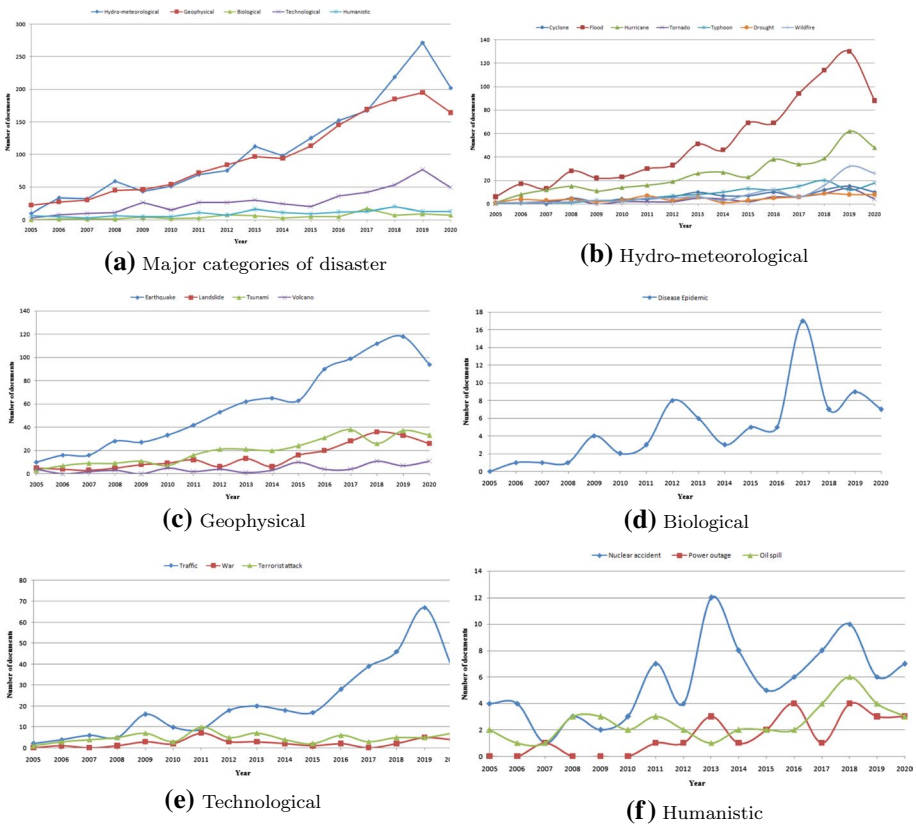 Hydro-meteorological Geophysical Biological Technological Humanistic
300
250
200
150
100
50
0
Number of documents
2005 2006 2007 2008 2009 2010 2011 2012 2013 2014 2015 2016 2017 2018 2019 2020
Year
(a) Major categories of disaster
Cyclone Flood Hurricane Tornado Typhoon Drought Wildfire
140
120
100
80
60
40
20
0
Number of documents
2005 2006 2007 2008 2009 2010 2011 2012 2013 2014 2015 2016 2017 2018 2019 2020
Year
(b) Hydro-meteorological
Earthquake Landslide Tsunami Volcano
140
120
100
80
60
40
20
0
Number of documents
2005 2006 2007 2008 2009 2010 2011 2012 2013 2014 2015 2016 2017 2018 2019 2020
Year
(c) Geophysical
Disease Epidemic
18
16
14
12
10
8
6
4
2
0
Number of documents
2005 2006 2007 2008 2009 2010 2011 2012 2013 2014 2015 2016 2017 2018 2019 2020
Year
(d) Biological
Traffic War Terrorist attack
80
70
60
50
40
30
20
10
0
Number of documents
2005 2006 2007 2008 2009 2010 2011 2012 2013 2014 2015 2016 2017 2018 2019 20
Year
(e) Technological
Nuclear accident Power outage Oil spill
14
12
10
8
6
4
2
0
Number of documents
2005 2006 2007 2008 2009 2010 2011 2012 2013 2014 2015 2016 2017 2018 2019 2020
Year
(f) Humanistic